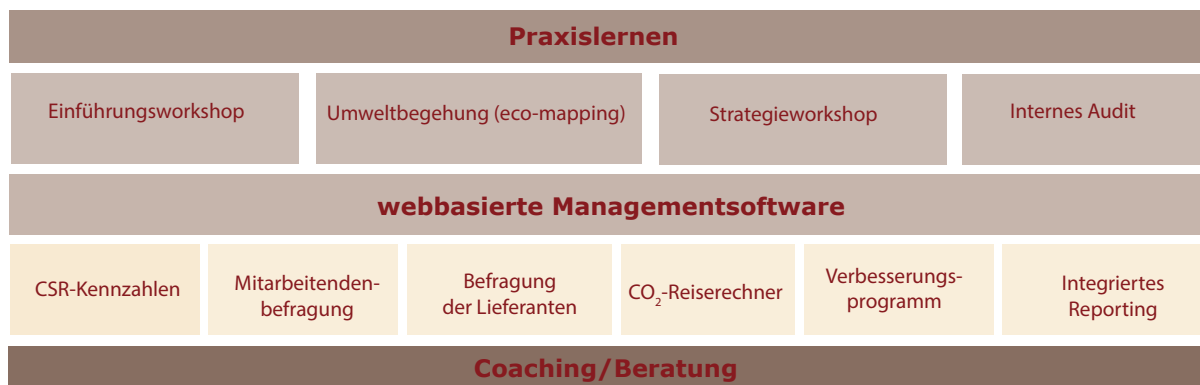 Praxislernen
Einführungsworkshop
Umweltbegehung (eco-mapping)
Strategieworkshop
Internes Audit
webbasierte Managementsoftware
CSR-Kennzahlen
Mitarbeitenden-
befragung
Befragung
der Lieferanten
CO₂-Reiserechner
Verbesserungs-
programm
Integriertes
Reporting
Coaching/Beratung